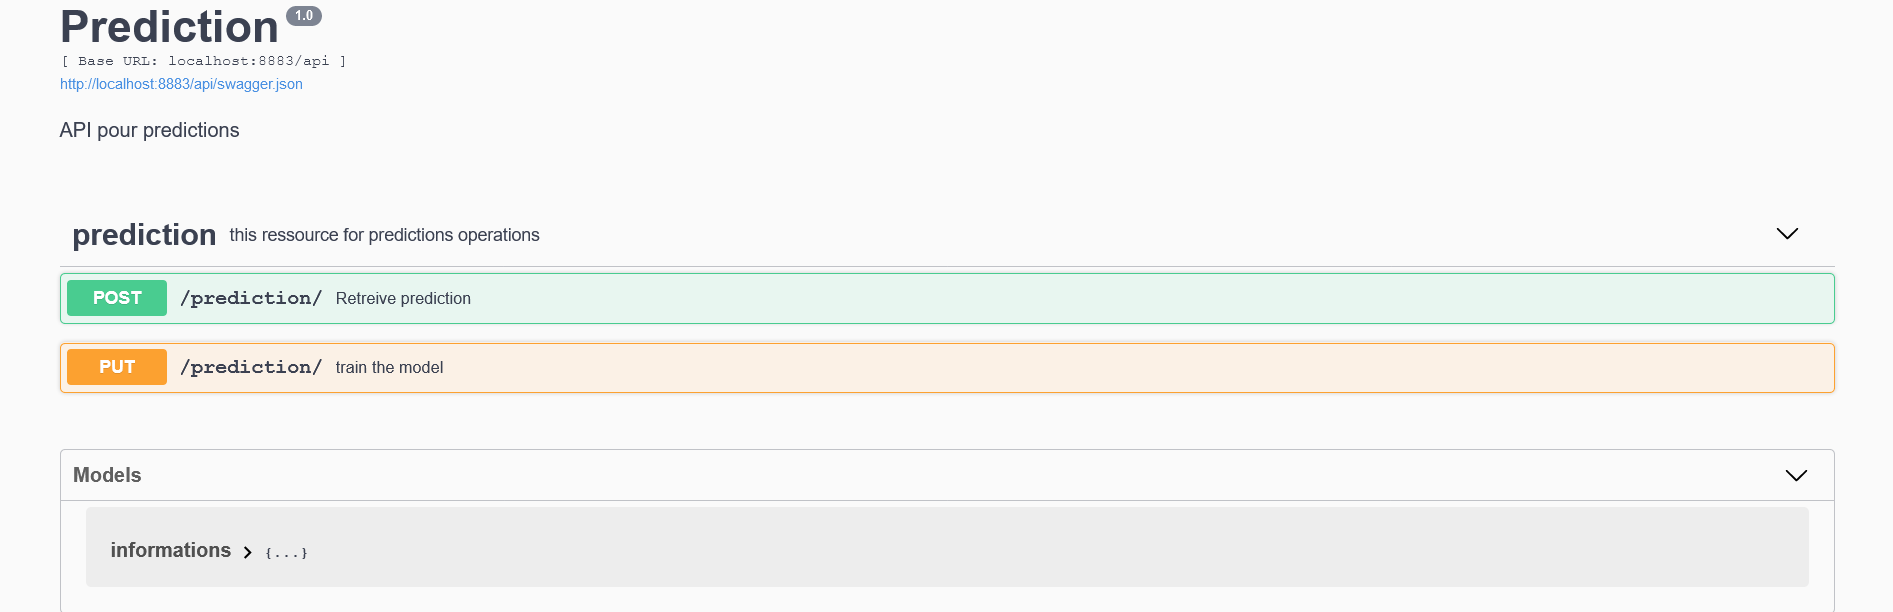 Prediction 1.0
[ Base URL: localhost:8883/api ]
http://localhost:8883/api/swagger.json
API pour predictions
prediction this ressource for predictions operations
POST /prediction/ Retreive prediction
PUT /prediction/ train the model
Models
informations > {...}